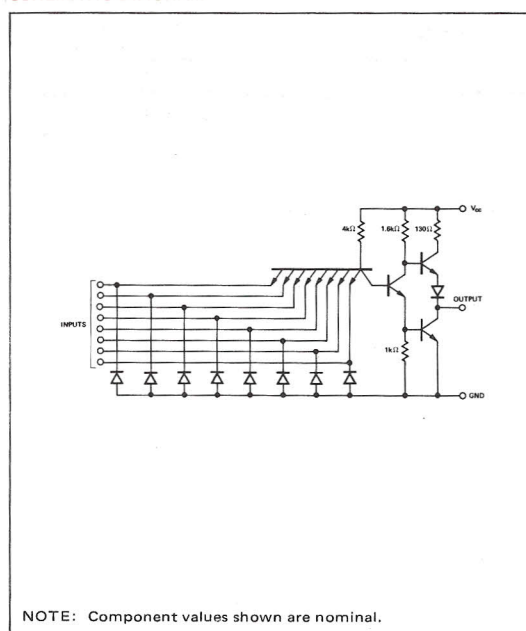 VCC
4kΩ 1.6kΩ 130Ω
INPUTS
OUTPUT
1kΩ
GND
NOTE: Component values shown are nominal.